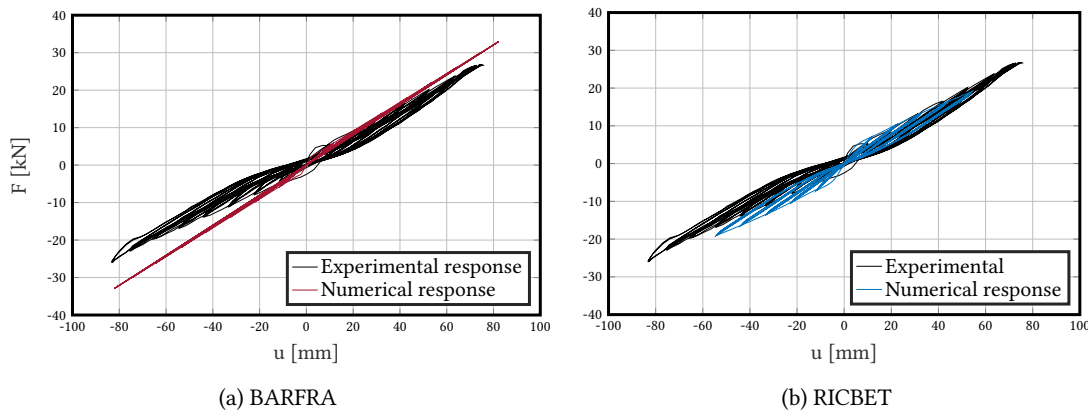 40
30
20
10
0
-10
-20
-30
-40
F [kN]
-100 -80 -60 -40 -20 0 20 40 60 80 100
u [mm]
Experimental response
Numerical response
(a) BARFRA
40
30
20
10
0
-10
-20
-30
-40
-100 -80 -60 -40 -20 0 20 40 60 80 100
u [mm]
Experimental
Numerical response
(b) RICBET